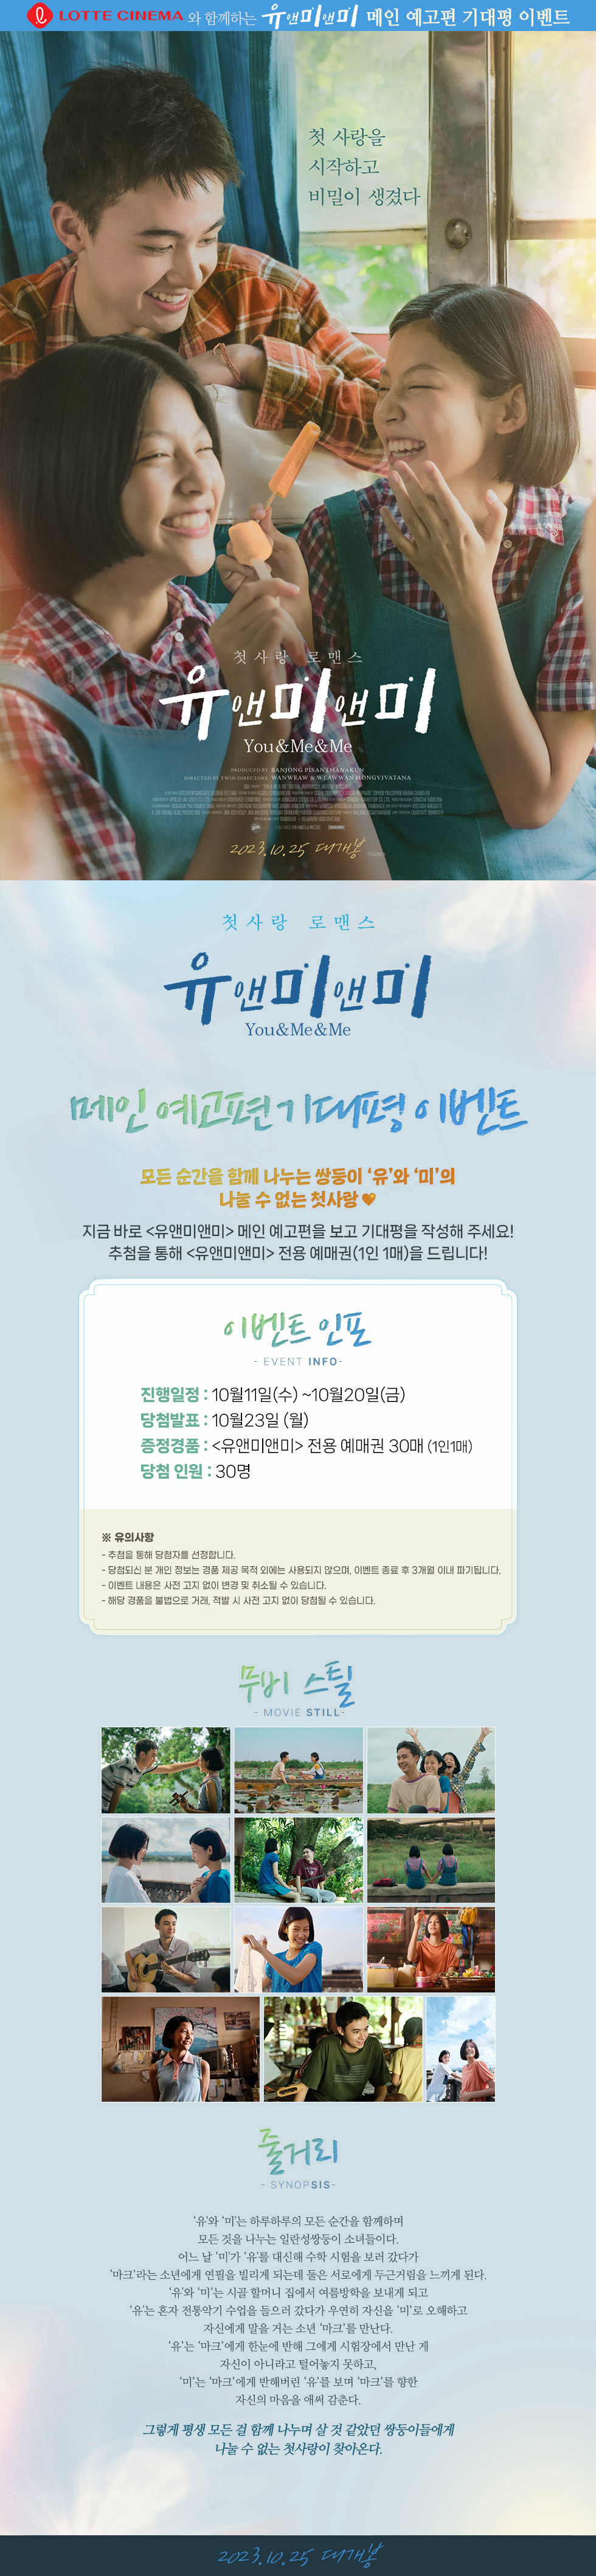 LOTTE CINEMA 와 함께하는 유앤미앤미 메인 예고편 기대평 이벤트
첫 사랑을
시작하고
비밀이 생겼다
첫사랑 로맨스
유앤미앤미
You&Me&Me
PRODUCED BY BANJONG PISANTHANAKUN
DIRECTED BY TWIN DIRECTORS WANWEAW & WEAWWAN HONGVIVATANA
2023.10.25 대개봉
첫사랑 로맨스
유앤미앤미
You&Me&Me
메인 예고편 기대평 이벤트
모든 순간을 함께 나누는 쌍둥이 ‘유’와 ‘미’의
나눌 수 없는 첫사랑
지금 바로 <유앤미앤미> 메인 예고편을 보고 기대평을 작성해 주세요!
추첨을 통해 <유앤미앤미> 전용 예매권(1인 1매)을 드립니다!
이벤트 인포
- EVENT INFO-
진행일정 : 10월11일(수) ~10월20일(금)
당첨발표 : 10월23일 (월)
증정경품 : <유앤미앤미> 전용 예매권 30매 (1인1매)
당첨 인원 : 30명
※ 유의사항
- 추첨을 통해 당첨자를 선정합니다.
- 당첨되신 분 개인 정보는 경품 제공 목적 외에는 사용되지 않으며, 이벤트 종료 후 3개월 이내 파기됩니다.
- 이벤트 내용은 사전 고지 없이 변경 및 취소될 수 있습니다.
- 해당 경품을 불법으로 거래, 적발 시 사전 고지 없이 당첨될 수 있습니다.
무비 스틸
- MOVIE STILL-
줄거리
- SYNOPSIS-
‘유’와 ‘미’는 하루하루의 모든 순간을 함께하며
모든 것을 나누는 일란성쌍둥이 소녀들이다.
어느 날 ‘미’가 ‘유’를 대신해 수학 시험을 보러 갔다가
‘마크’라는 소년에게 연필을 빌리게 되는데 둘은 서로에게 두근거림을 느끼게 된다.
‘유’와 ‘미’는 시골 할머니 집에서 여름방학을 보내게 되고
‘유’는 혼자 전통악기 수업을 들으러 갔다가 우연히 자신을 ‘미’로 오해하고
자신에게 말을 거는 소년 ‘마크’를 만난다.
‘유’는 ‘마크’에게 한눈에 반해 그에게 시험장에서 만난 게
자신이 아니라고 털어놓지 못하고,
‘미’는 ‘마크’에게 반해버린 ‘유’를 보며 ‘마크’를 향한
자신의 마음을 애써 감춘다.
그렇게 평생 모든 걸 함께 나누며 살 것 같았던 쌍둥이들에게
나눌 수 없는 첫사랑이 찾아온다.
2023.10.25 대개봉